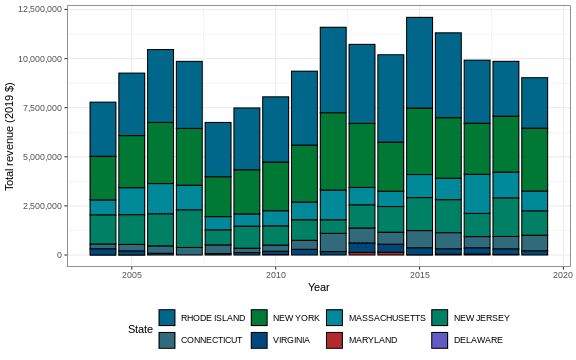 12,500,000
10,000,000
7,500,000
5,000,000
2,500,000
0
Total revenue (2019 $)
2005 2010 2015 2020
Year
State
RHODE ISLAND NEW YORK MASSACHUSETTS NEW JERSEY
CONNECTICUT VIRGINIA MARYLAND DELAWARE